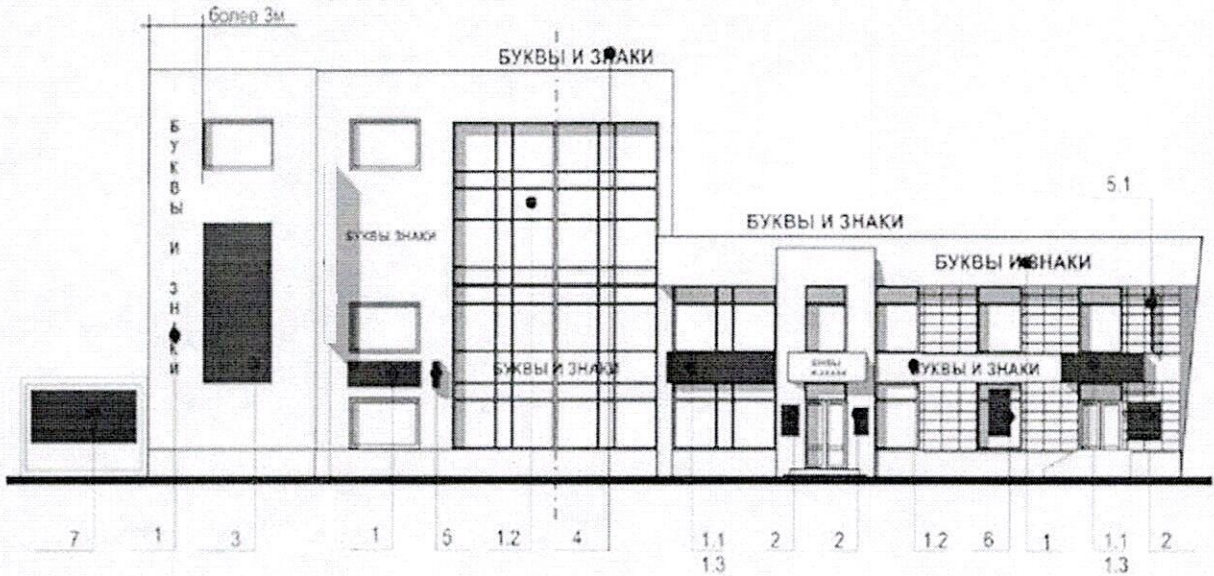 более 3м
БУКВЫ И ЗНАКИ
БУКВЫ И ЗНАКИ
БУКВЫ ЗНАКИ
5.1
БУКВЫ И ЗНАКИ
БУКВЫ И ЗНАКИ
БУКВЫ И ЗНАКИ
БУКВЫ
БУКВЫ И ЗНАКИ
7 1 3 1 5 1.2 4 1.1 2 2 1.2 6 1 1.1 2
1.3 1.3